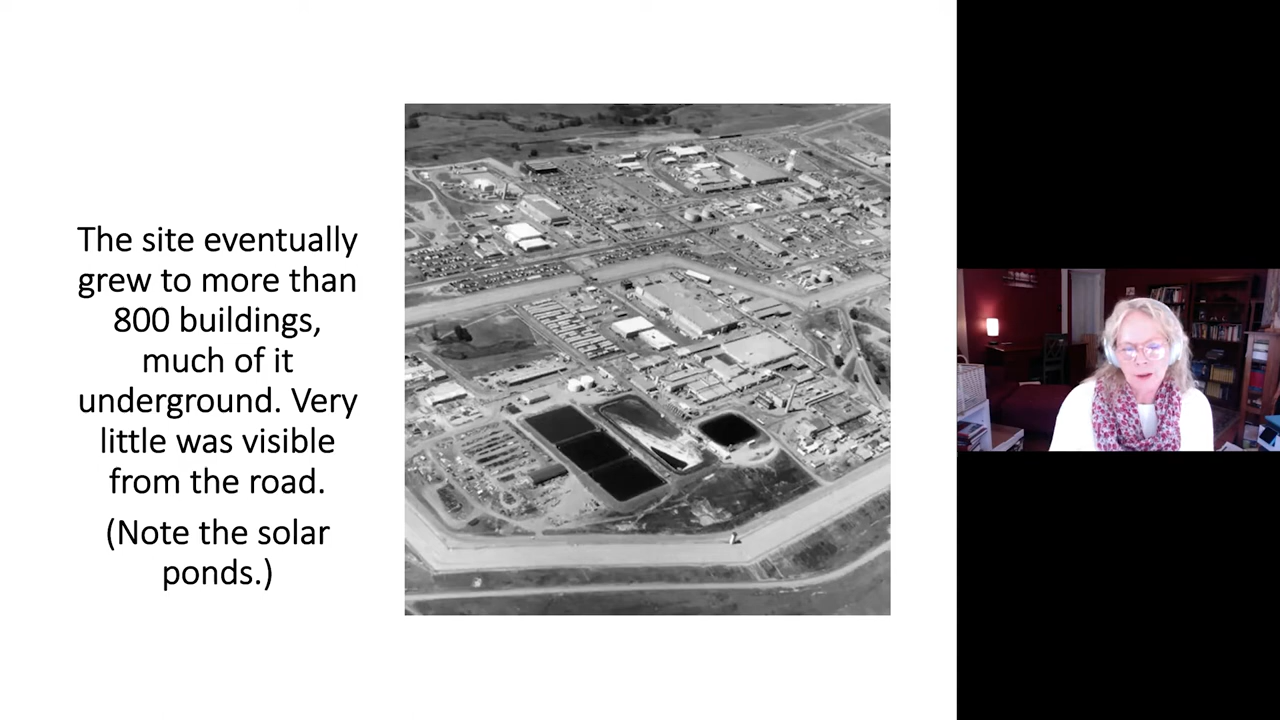 The site eventually
grew to more than
800 buildings,
much of it
underground. Very
little was visible
from the road.
(Note the solar
ponds.)